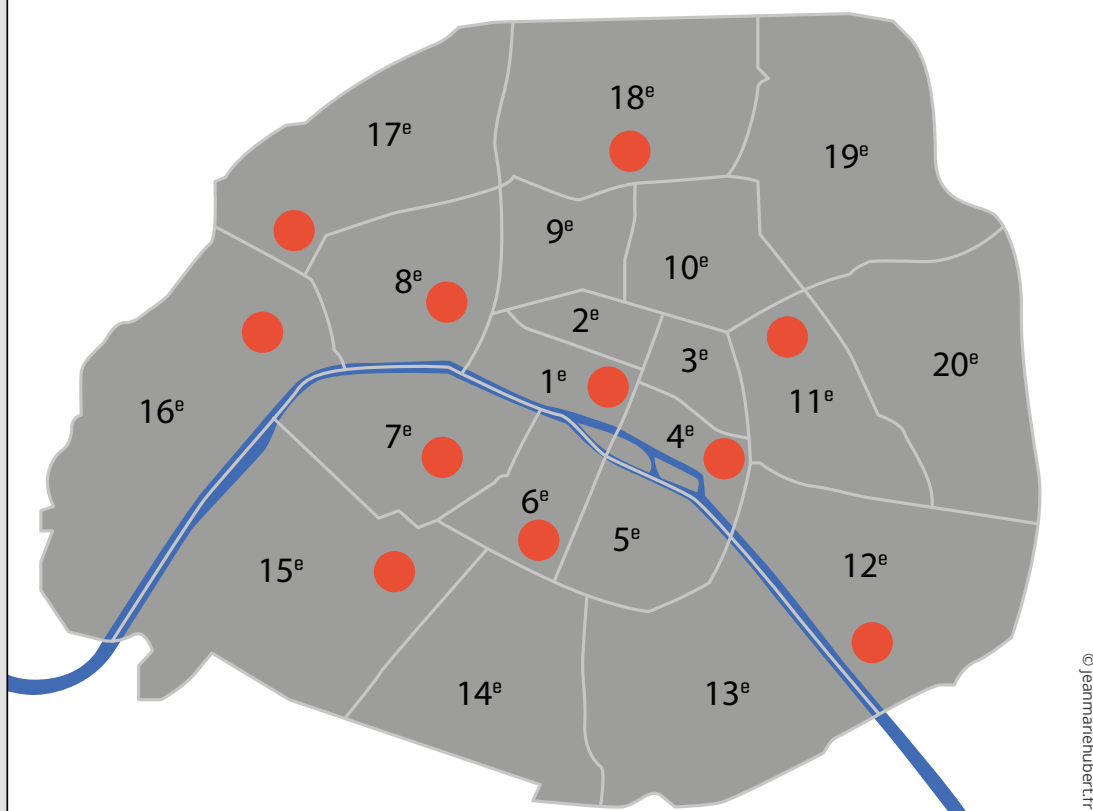 18ᵉ
17ᵉ
19ᵉ
9ᵉ
10ᵉ
8ᵉ
2ᵉ
3ᵉ
20ᵉ
1ᵉ
11ᵉ
16ᵉ
7ᵉ
4ᵉ
6ᵉ
5ᵉ
12ᵉ
15ᵉ
14ᵉ
13ᵉ
© jeanmariehubert.fr